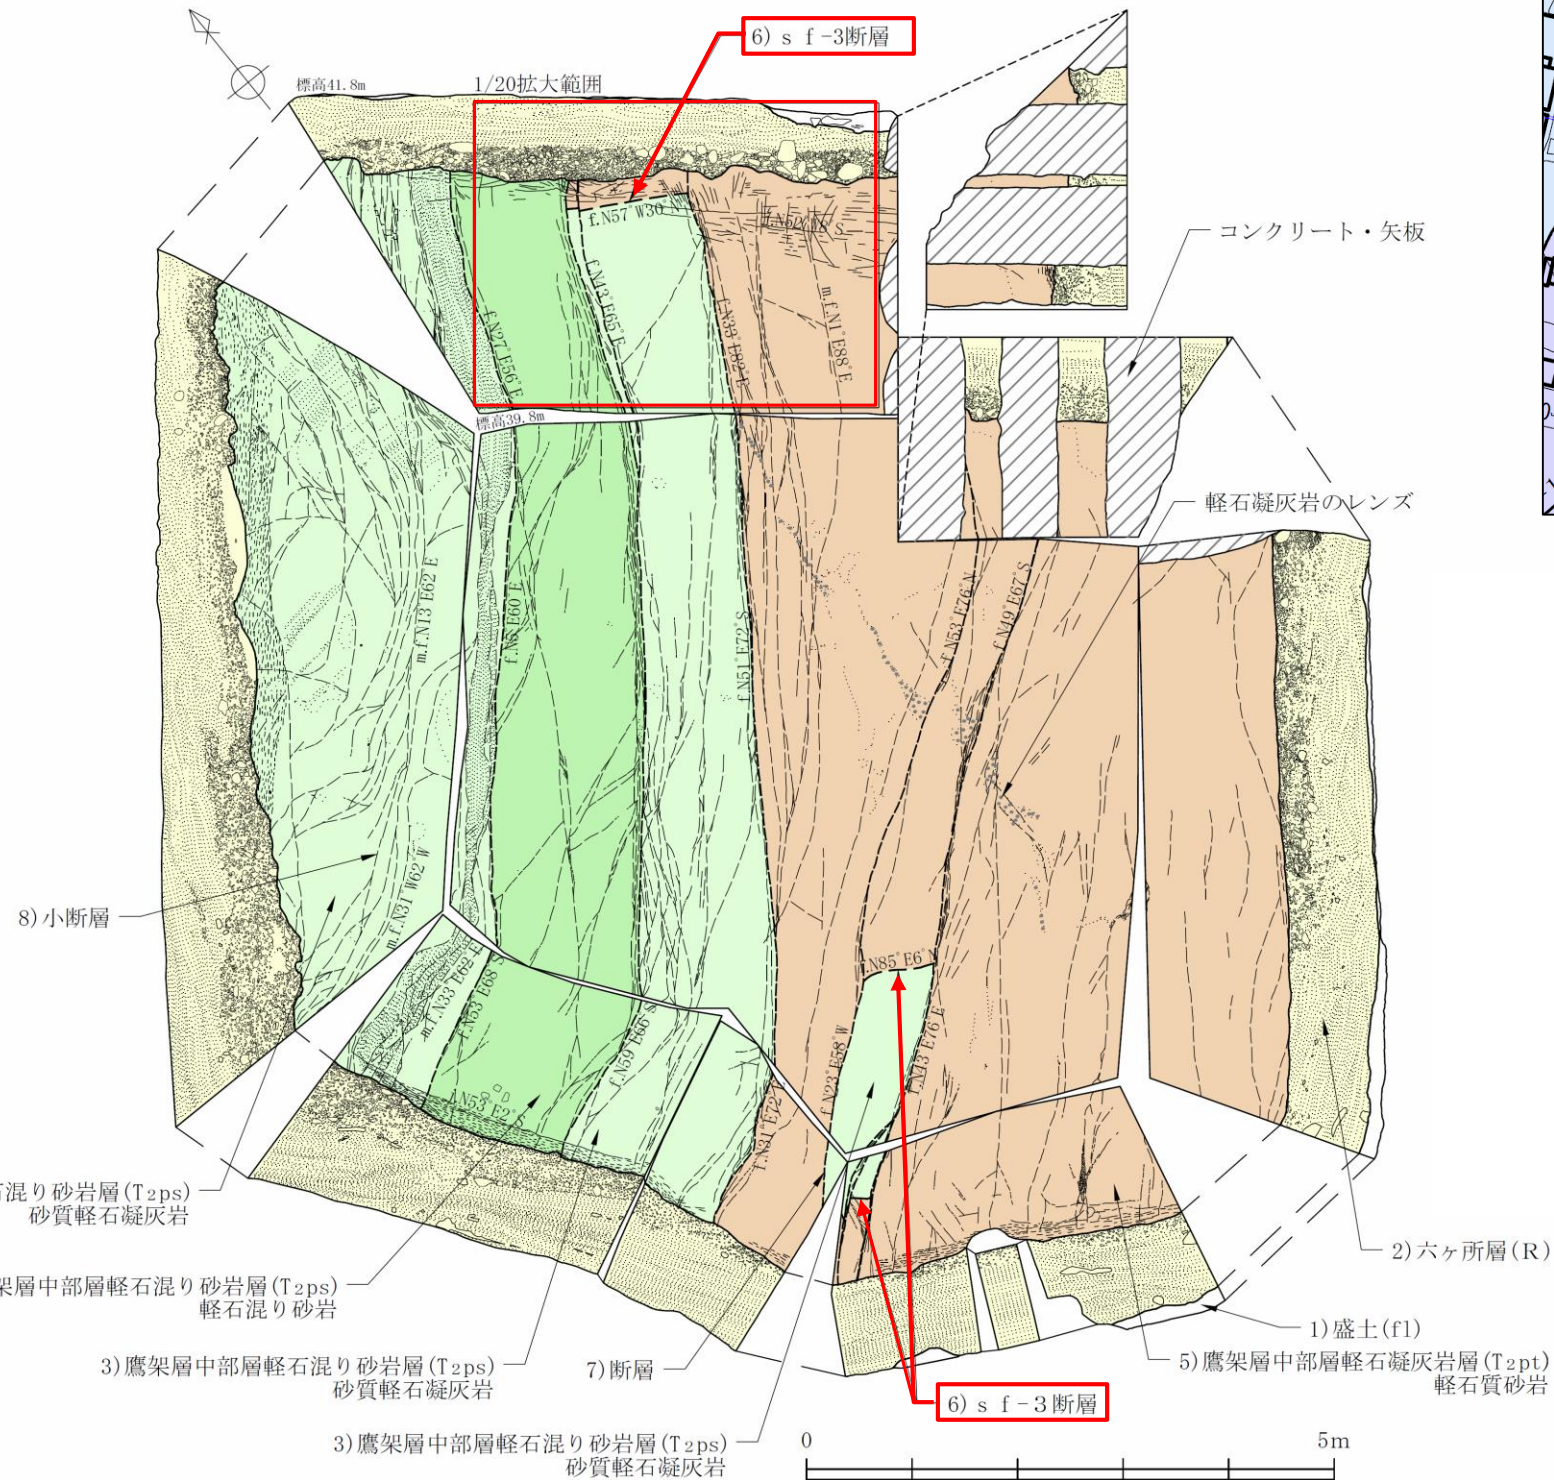 6) s f-3断層
標高41.8m
1/20拡大範囲
f.N57°W30
f.N27°E56°E
f.N43°E65°E
f.N33°E82°E
m.f.N1°E88°E
コンクリート・矢板
標高39.8m
軽石凝灰岩のレンズ
m.f.N13 E62 E
f.N5 E60°E
f.N51°E72°S
f.N53°E76°N
f.N49°E67°S
8)小断層
m.f.N31 W62 W
m.f.N33 E62 E
f.N53 E68 S
f.N59 E66 S
f.N53°E2°S
f.N31°E72
f.N23 E58 W
N85°E6°N
f.N43 E76 E
石混り砂岩層(T2ps)
砂質軽石凝灰岩
架層中部層軽石混り砂岩層(T2ps)
軽石混り砂岩
3)鷹架層中部層軽石混り砂岩層(T2ps)
砂質軽石凝灰岩
7)断層
3)鷹架層中部層軽石混り砂岩層(T2ps)
砂質軽石凝灰岩
6) s f-3断層
2)六ヶ所層(R)
1)盛土(fl)
5)鷹架層中部層軽石凝灰岩層(T2pt)
軽石質砂岩
0 5m